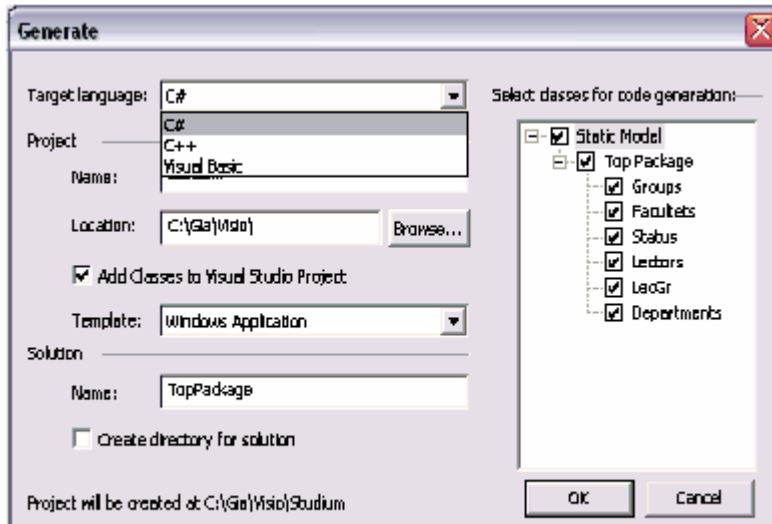 Generate
Target language:
C#
C#
C++
Visual Basic
Project
Name:
Location:
C:\Gia\Visio\
Browse...
Add Classes to Visual Studio Project
Template:
Windows Application
Solution
Name:
TopPackage
Create directory for solution
Project will be created at C:\Gia\Visio\Studium
Select classes for code generation:
Static Model
Top Package
Groups
Facultets
Status
Lectors
LecGr
Departments
OK
Cancel